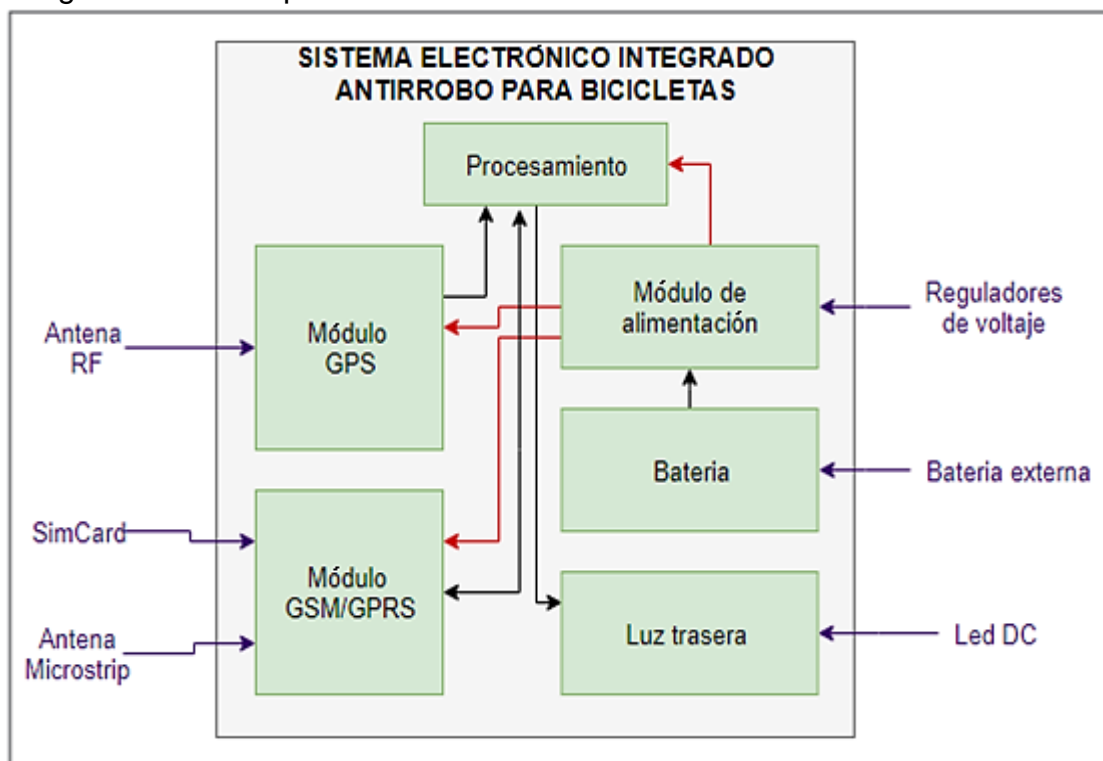 SISTEMA ELECTRÓNICO INTEGRADO
ANTIRROBO PARA BICICLETAS
Procesamiento
Módulo
GPS
Módulo de
alimentación
Reguladores
de voltaje
Antena
RF
Bateria
Bateria externa
SimCard
Módulo
GSM/GPRS
Luz trasera
Led DC
Antena
Microstrip